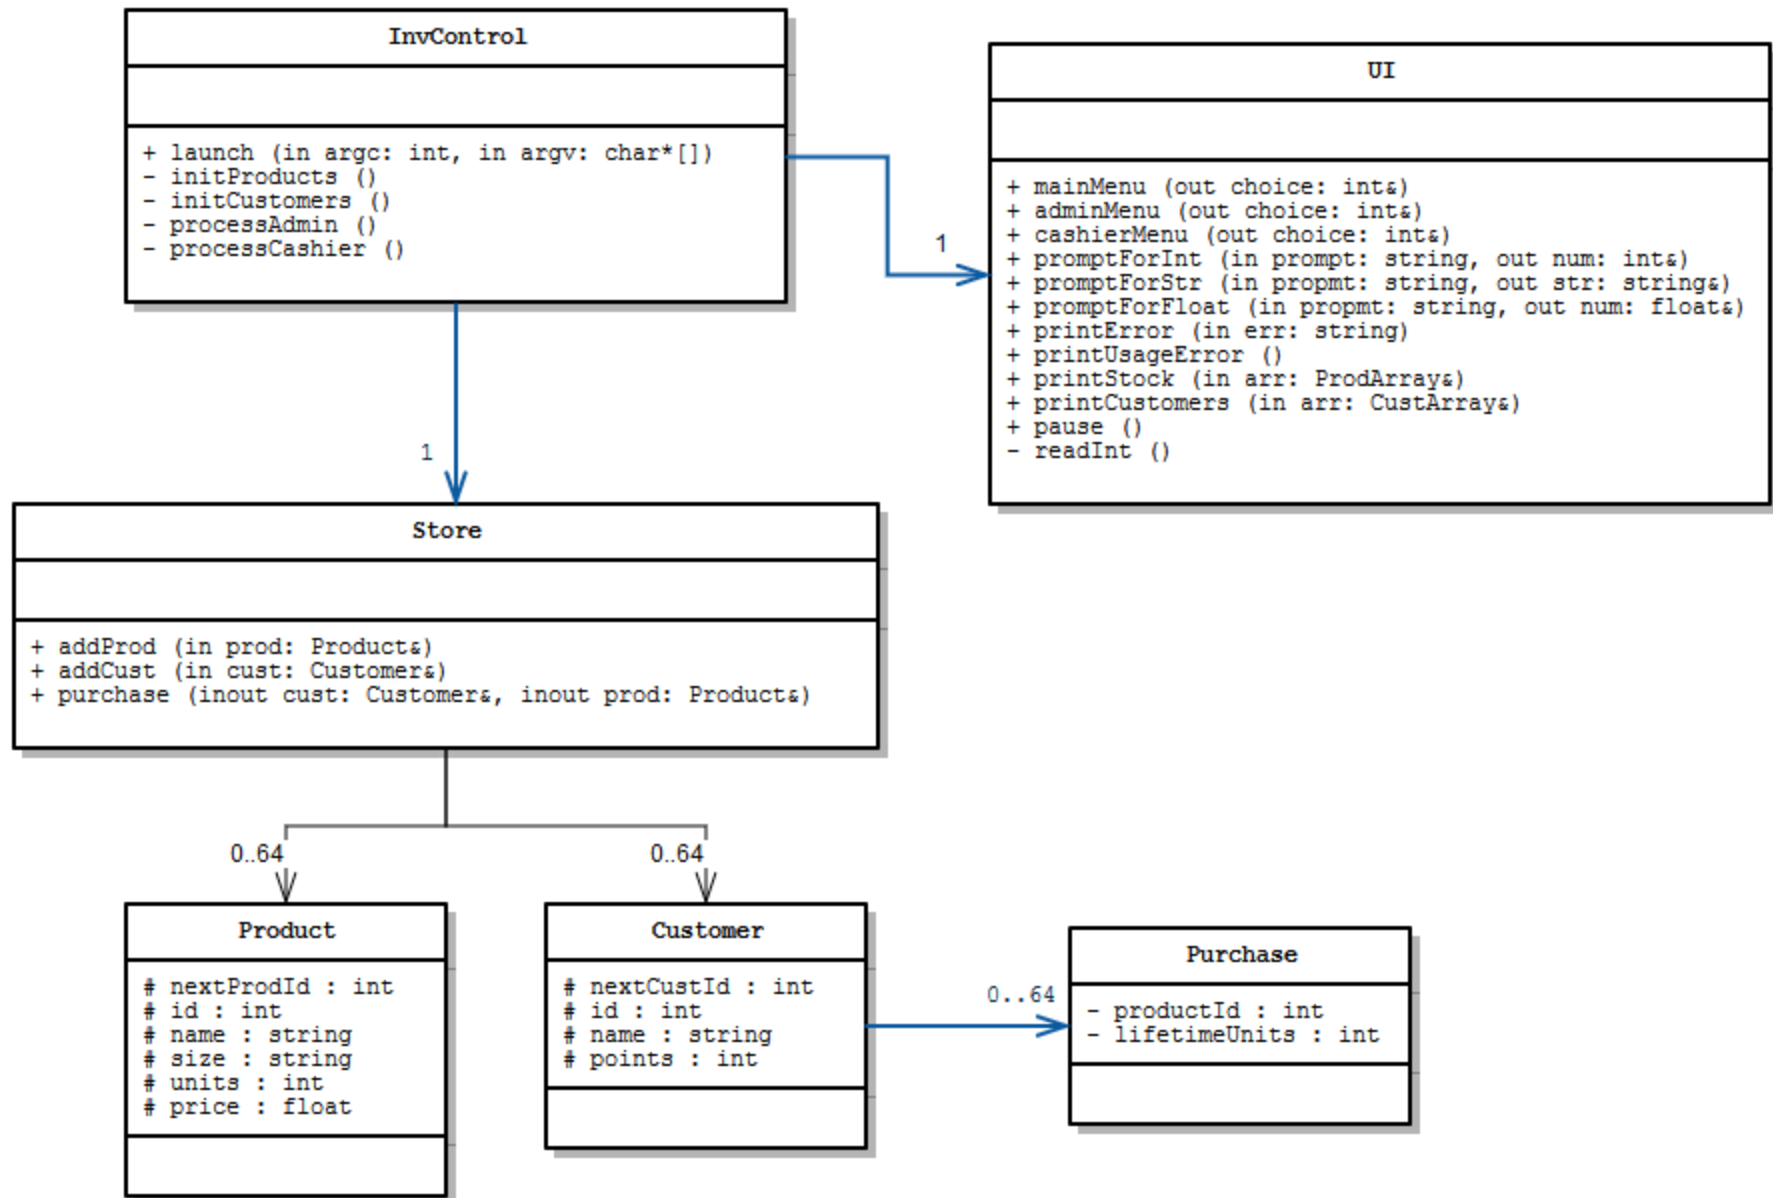 InvControl
+ launch (in argc: int, in argv: char*[])
- initProducts ()
- initCustomers ()
- processAdmin ()
- processCashier ()
UI
+ mainMenu (out choice: int&)
+ adminMenu (out choice: int&)
+ cashierMenu (out choice: int&)
+ promptForInt (in prompt: string, out num: int&)
+ promptForStr (in propmt: string, out str: string&)
+ promptForFloat (in propmt: string, out num: float&)
+ printError (in err: string)
+ printUsageError ()
+ printStock (in arr: ProdArray&)
+ printCustomers (in arr: CustArray&)
+ pause ()
- readInt ()
1
1
Store
+ addProd (in prod: Product&)
+ addCust (in cust: Customer&)
+ purchase (inout cust: Customer&, inout prod: Product&)
0..64
0..64
Product
# nextProdId : int
# id : int
# name : string
# size : string
# units : int
# price : float
Customer
# nextCustId : int
# id : int
# name : string
# points : int
0..64
Purchase
- productId : int
- lifetimeUnits : int